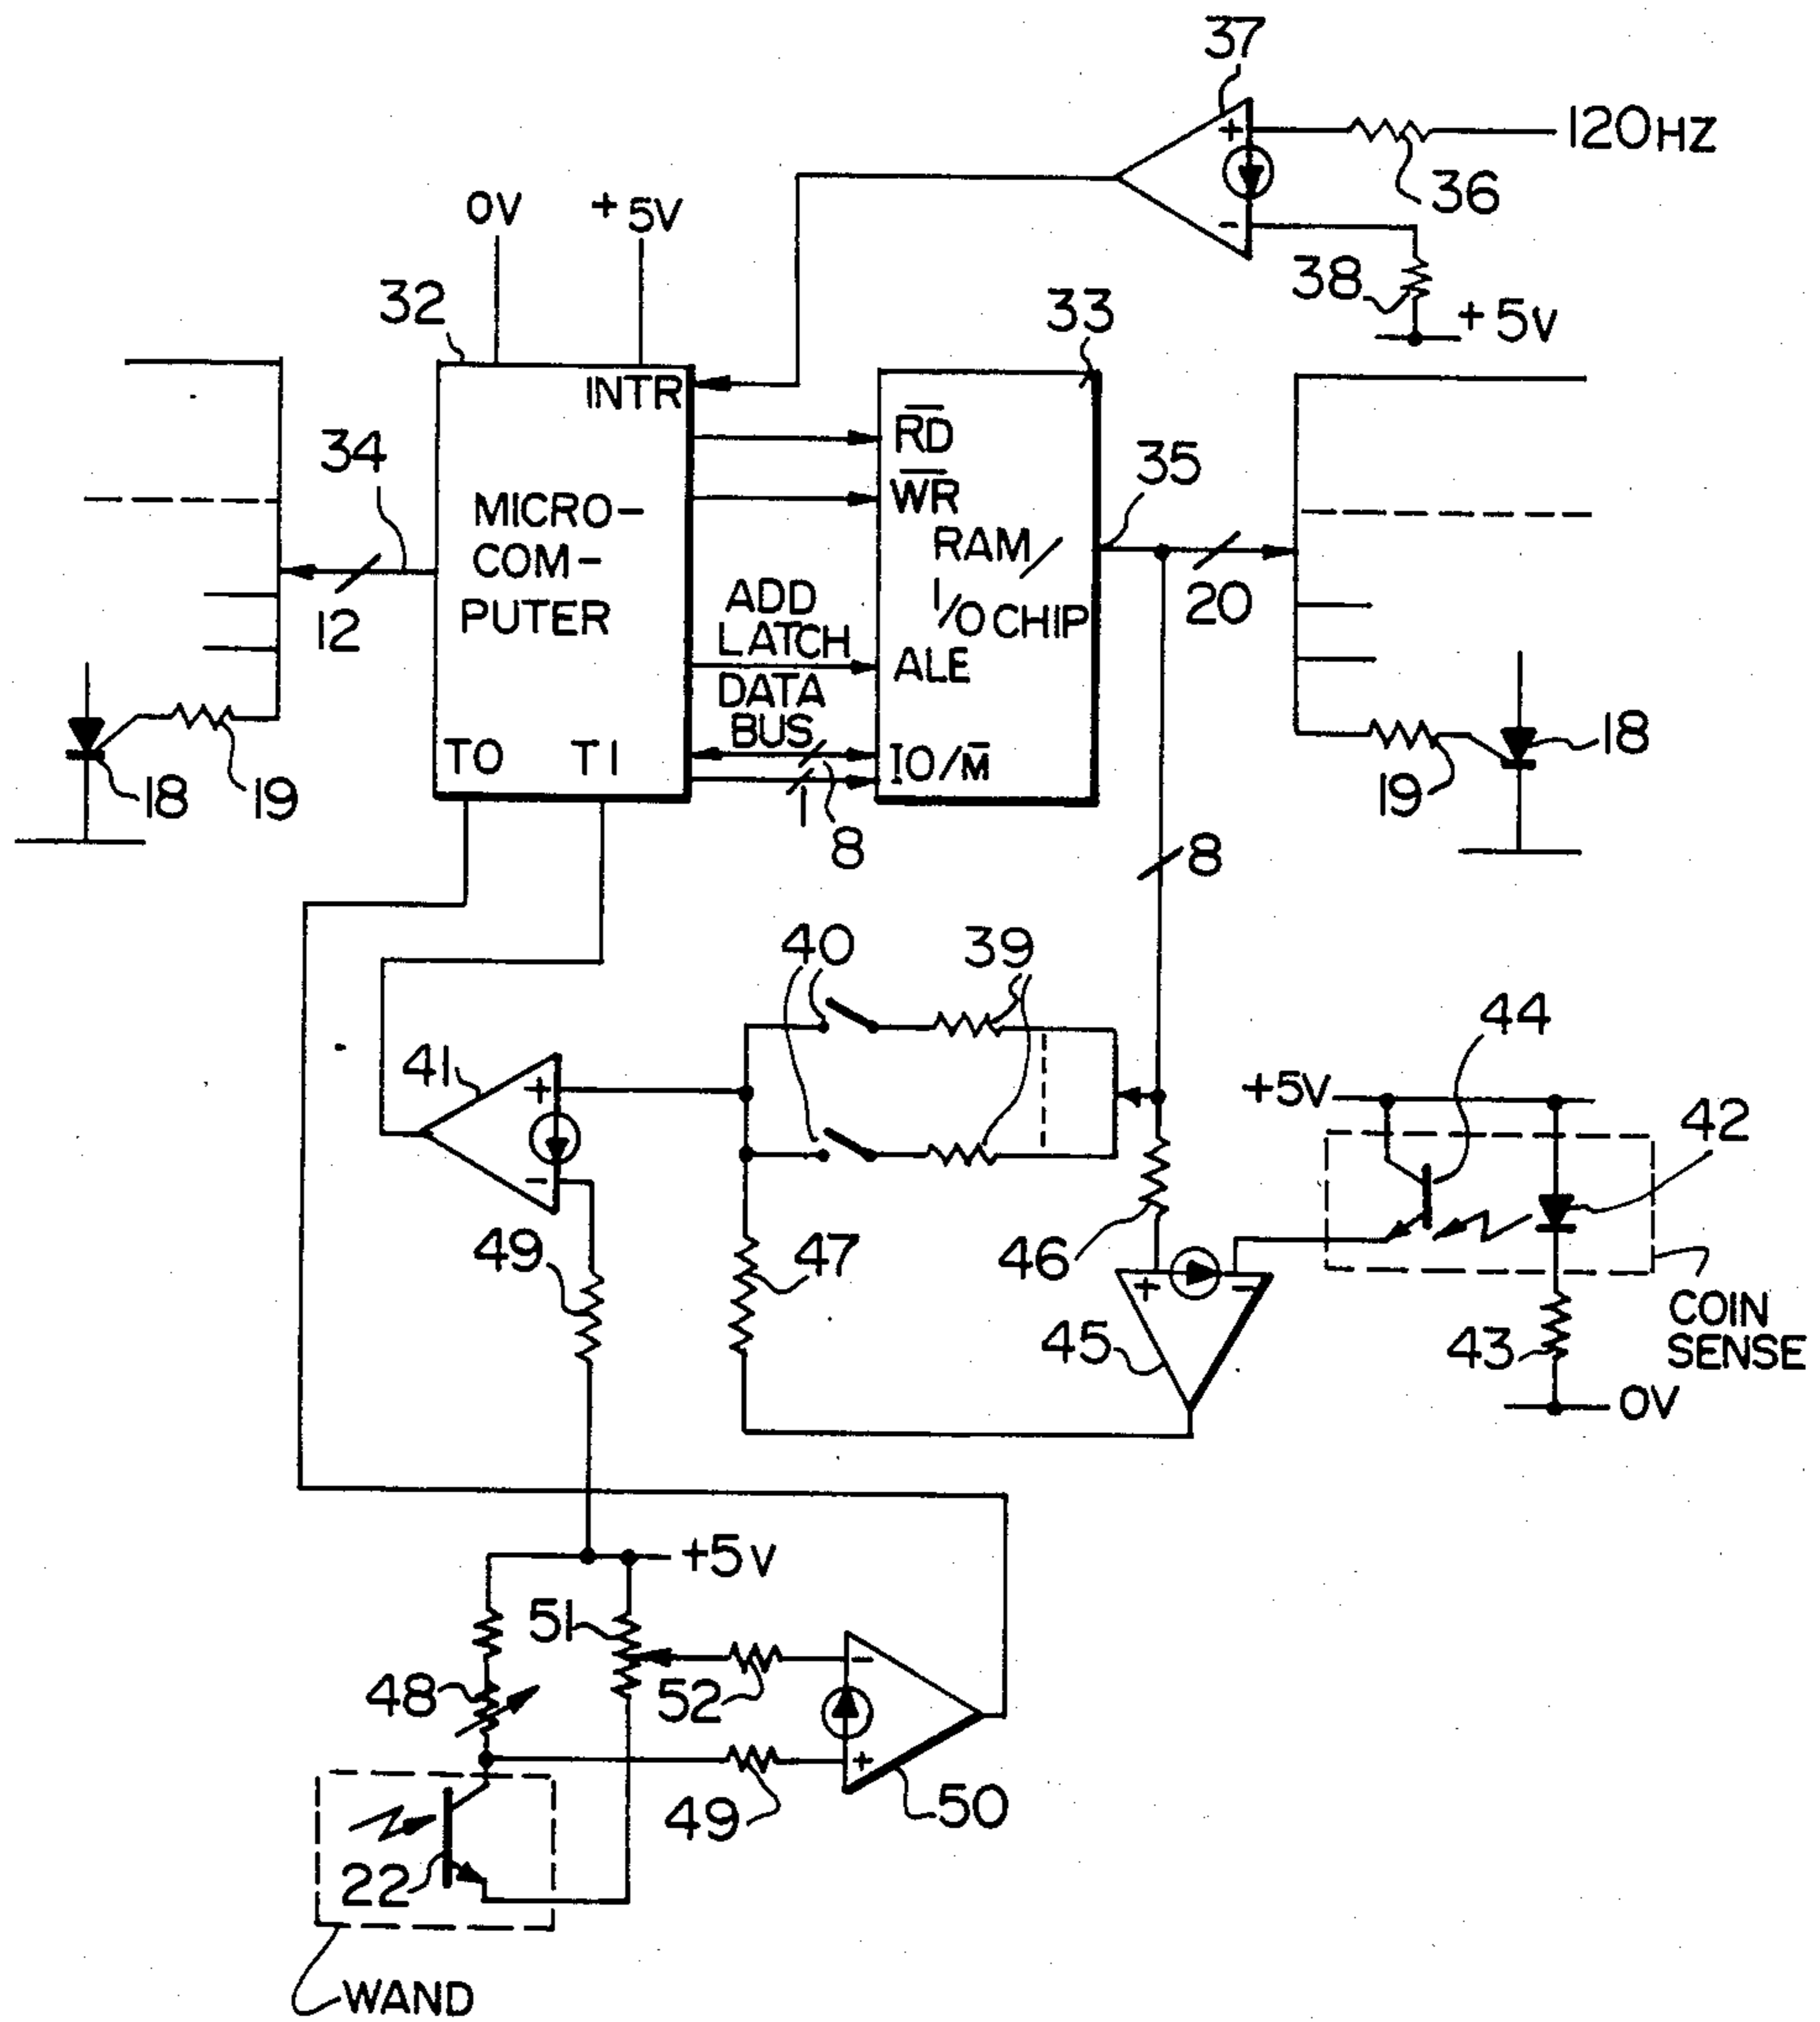 37
+
120HZ
36
-
38
+5V
0V
+5V
32
33
INTR
RD
34
35
WR
MICRO-
COM-
PUTER
RAM/
I/O CHIP
12
20
ADD
LATCH
ALE
DATA
BUS
T0
T1
IO/M
18
19
1
8
19
18
8
40
39
44
41
+
+5V
42
-
49
47
46
+
-
45
43
COIN
SENSE
0V
+5V
51
-
48
52
+
49
50
22
WAND